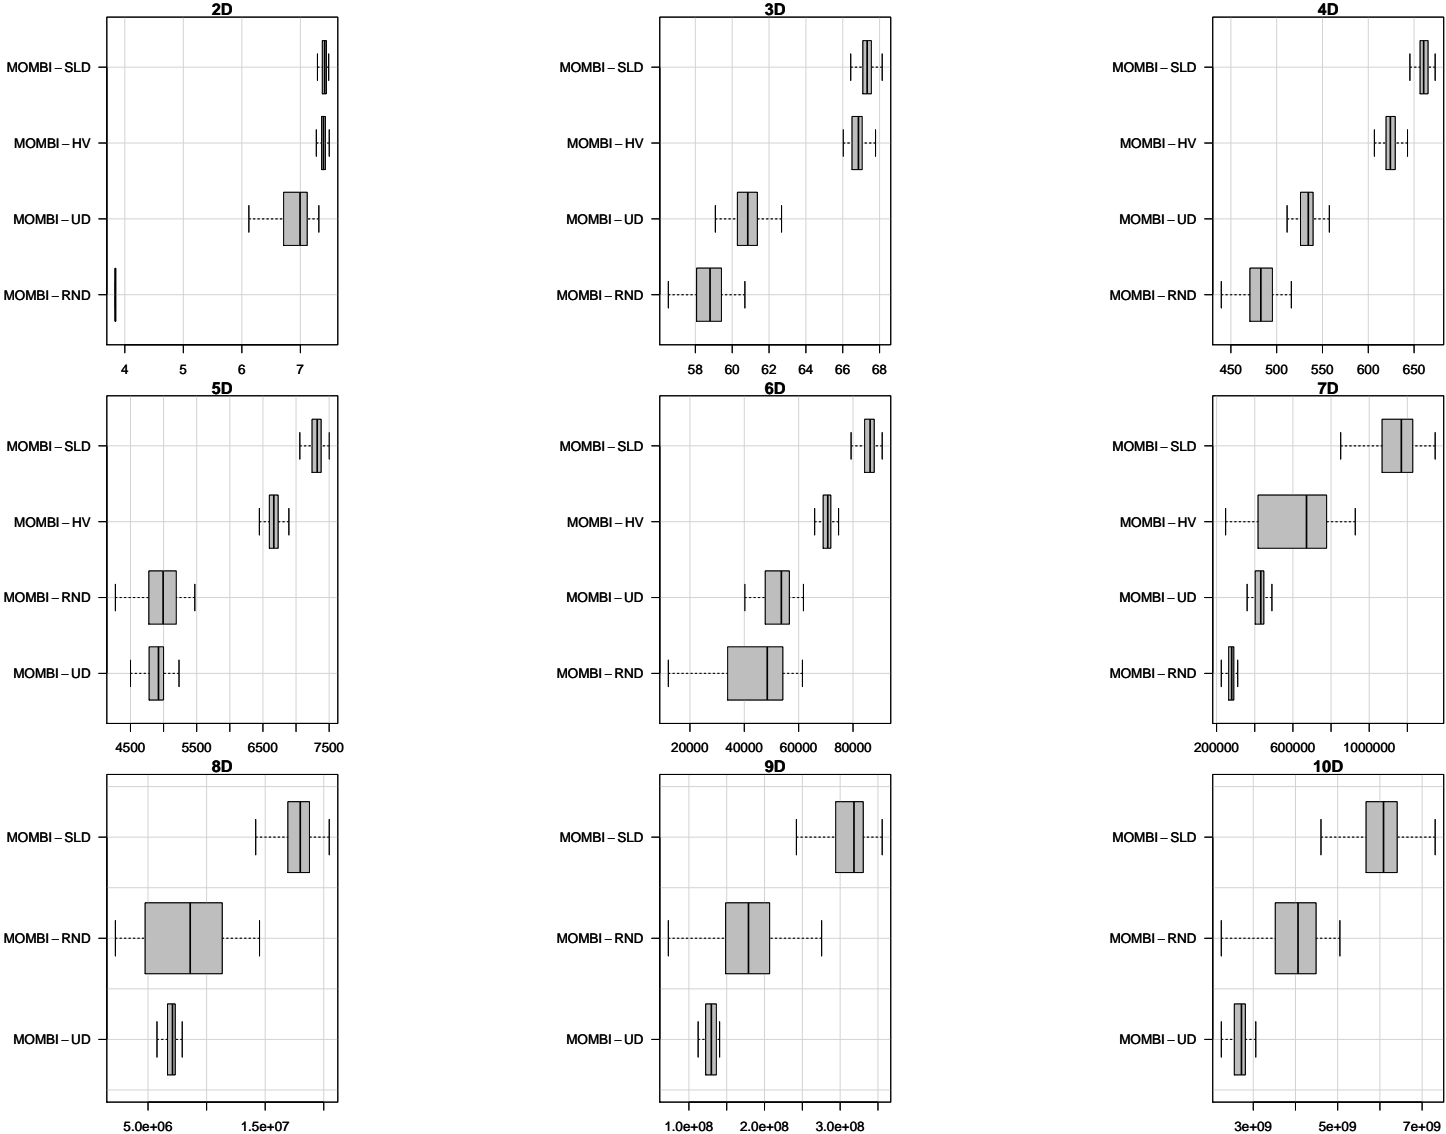 2D
MOMBI−SLD
MOMBI−HV
MOMBI−UD
MOMBI−RND
4 5 6 7
3D
MOMBI−SLD
MOMBI−HV
MOMBI−UD
MOMBI−RND
58 60 62 64 66 68
4D
MOMBI−SLD
MOMBI−HV
MOMBI−UD
MOMBI−RND
450 500 550 600 650
5D
MOMBI−SLD
MOMBI−HV
MOMBI−RND
MOMBI−UD
4500 5500 6500 7500
6D
MOMBI−SLD
MOMBI−HV
MOMBI−UD
MOMBI−RND
20000 40000 60000 80000
7D
MOMBI−SLD
MOMBI−HV
MOMBI−UD
MOMBI−RND
200000 600000 1000000
8D
MOMBI−SLD
MOMBI−RND
MOMBI−UD
5.0e+06 1.5e+07
9D
MOMBI−SLD
MOMBI−RND
MOMBI−UD
1.0e+08 2.0e+08 3.0e+08
10D
MOMBI−SLD
MOMBI−RND
MOMBI−UD
3e+09 5e+09 7e+09